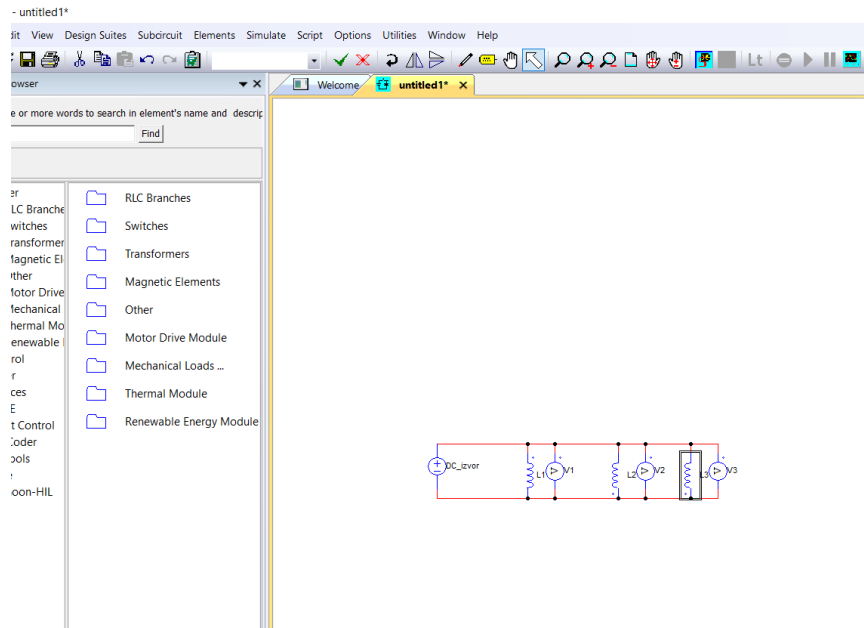 - untitled1*
dit View Design Suites Subcircuit Elements Simulate Script Options Utilities Window Help
Lt
owser
Welcome untitled1*
e or more words to search in element's name and descrip
Find
er
LC Branche
witches
ransformer
Magnetic El
Other
Motor Drive
Mechanical
hermal Mo
enewable
rol
r
ces
E
t Control
Coder
ools
oon-HIL
RLC Branches
Switches
Transformers
Magnetic Elements
Other
Motor Drive Module
Mechanical Loads ...
Thermal Module
Renewable Energy Module
DC_izvor L1 V1 L2 V2 L3 V3